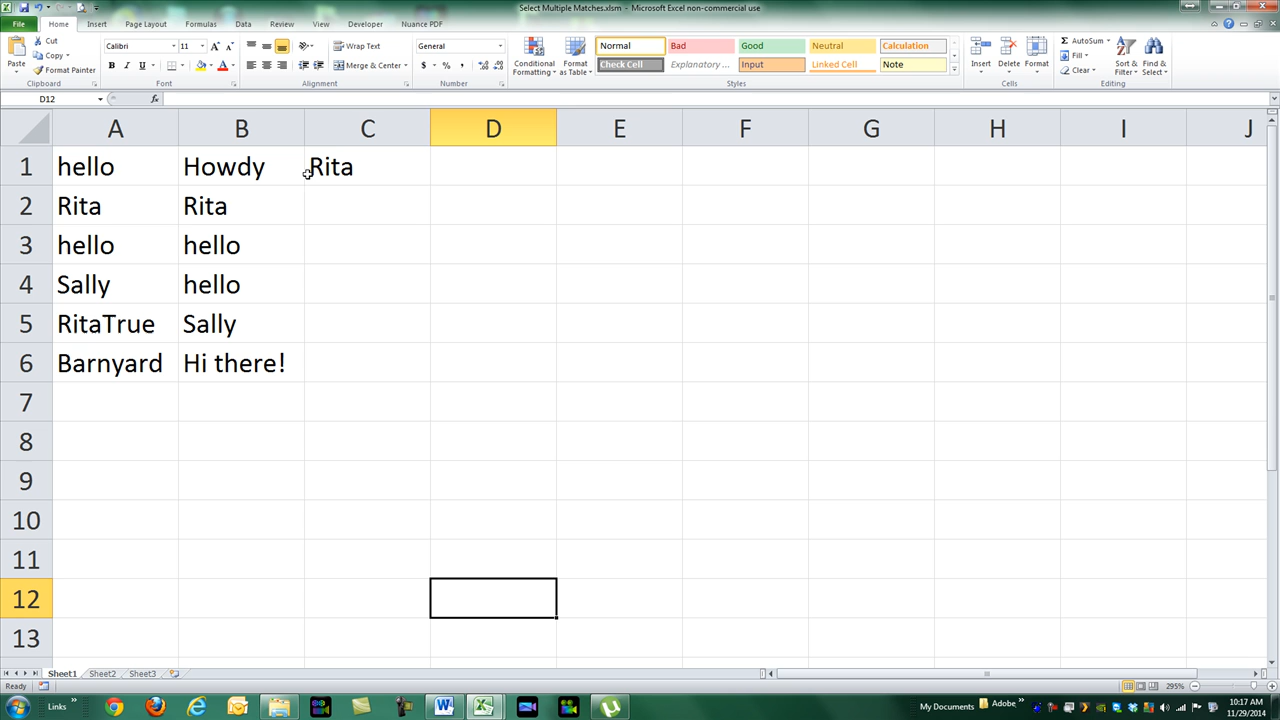 Select Multiple Matches.xlsm - Microsoft Excel non-commercial use
File Home Insert Page Layout Formulas Data Review View Developer Nuance PDF
Cut
Copy
Format Painter
Paste
Clipboard
Calibri 11
B I U
Font
Wrap Text
Merge & Center
Alignment
General
$ % ,
Number
Conditional Formatting
Format as Table
Normal Bad Good Neutral Calculation
Check Cell Explanatory ... Input Linked Cell Note
Styles
Insert Delete Format
Cells
AutoSum
Fill
Clear
Sort & Filter
Find & Select
Editing
D12 fx
A B C D E F G H I J
1 hello Howdy Rita
2 Rita Rita
3 hello hello
4 Sally hello
5 RitaTrue Sally
6 Barnyard Hi there!
7
8
9
10
11
12
13
Sheet1 Sheet2 Sheet3
Ready 295%
Links My Documents Adobe 10:17 AM
11/29/2014